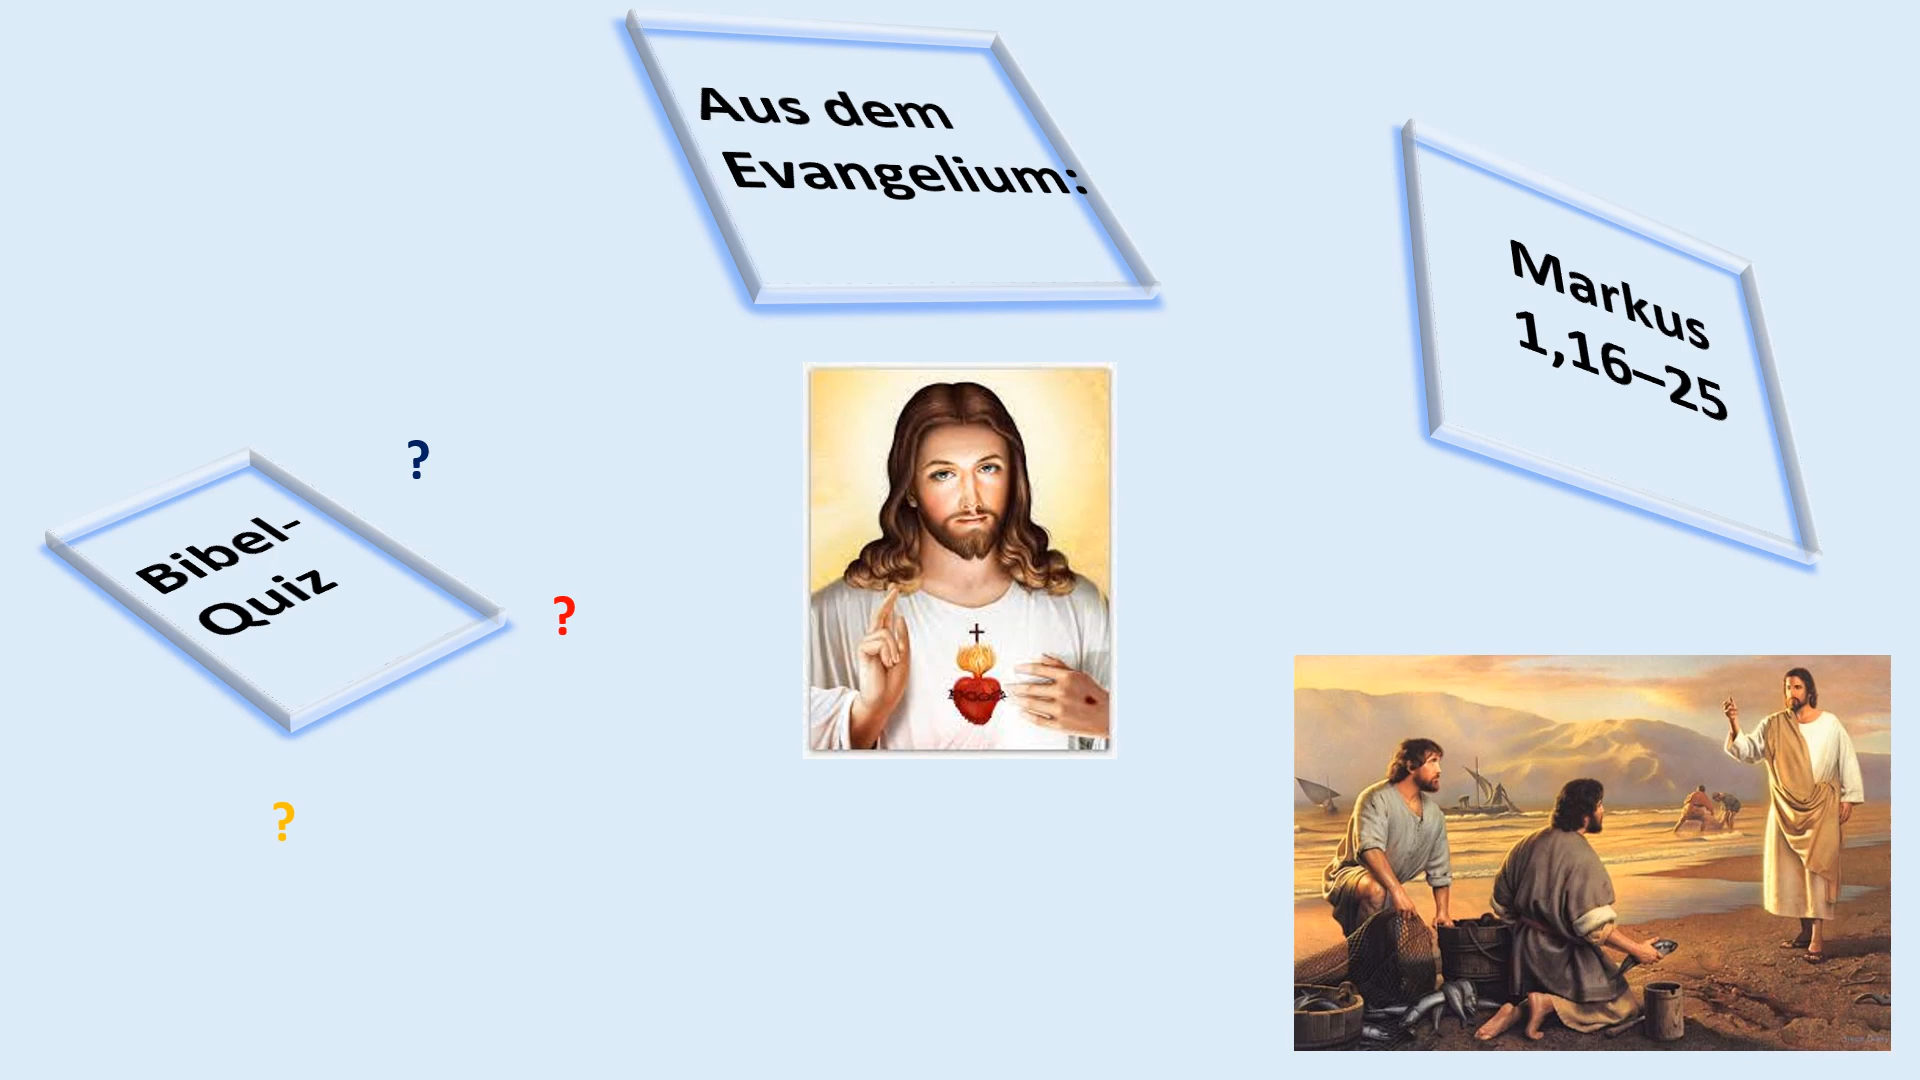 Aus dem
Evangelium:
Markus
1,16–25
Bibel-
Quiz
?
?
?